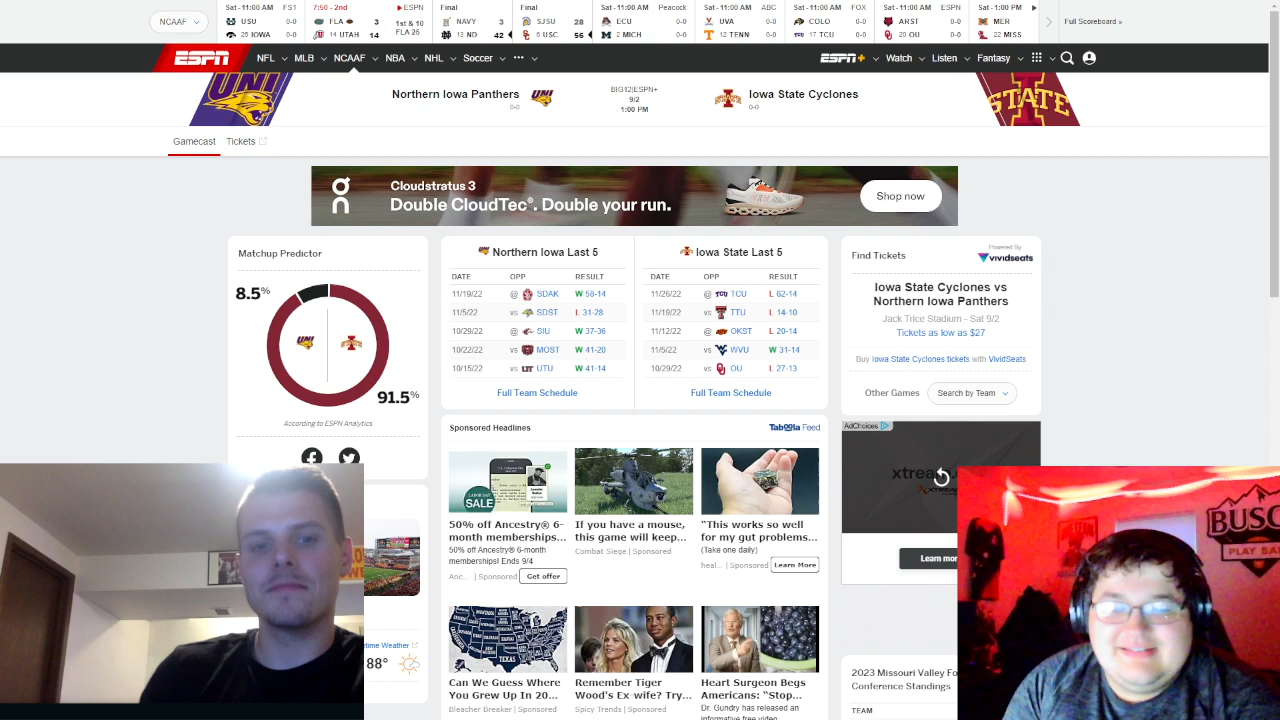 NCAAF
Sat - 11:00 AM FS1
USU 0-0
25 IOWA 0-0
7:50 - 2nd ESPN
FLA 3 1st & 10
14 UTAH 14 FLA 25
Final
NAVY 3
13 ND 42
Final
SJSU 28
6 USC 56
Sat - 11:00 AM Peacock
ECU 0-0
2 MICH 0-0
Sat - 11:00 AM ABC
UVA 0-0
12 TENN 0-0
Sat - 11:00 AM FOX
COLO 0-0
17 TCU 0-0
Sat - 11:00 AM ESPN
ARST 0-0
20 OU 0-0
Sat - 1:00 PM
MER
22 MISS
Full Scoreboard »
ESPN NFL MLB NCAAF NBA NHL Soccer ••• ESPN+ Watch Listen Fantasy
Northern Iowa Panthers
0-0
UNI
BIG12|ESPN+
9/2
1:00 PM
STATE
Iowa State Cyclones
0-0
Gamecast Tickets
Cloudstratus 3
Double CloudTec®. Double your run.
Shop now
Matchup Predictor
8.5%
UNI STATE
91.5%
According to ESPN Analytics
Northern Iowa Last 5
DATE OPP RESULT
11/19/22 @ SDAK W 58-14
11/5/22 vs SDST L 31-28
10/29/22 @ SIU W 37-36
10/22/22 vs MOST W 41-20
10/15/22 vs UTU W 41-14
Full Team Schedule
Iowa State Last 5
DATE OPP RESULT
11/26/22 @ TCU L 62-14
11/19/22 vs TTU L 14-10
11/12/22 @ OKST L 20-14
11/5/22 vs WVU W 31-14
10/29/22 vs OU L 27-13
Full Team Schedule
Find Tickets
Powered By
vividseats
Iowa State Cyclones vs
Northern Iowa Panthers
Jack Trice Stadium - Sat 9/2
Tickets as low as $27
Buy Iowa State Cyclones tickets with VividSeats
Other Games Search by Team
Sponsored Headlines
Taboola Feed
LABOR DAY
SALE
50% off Ancestry® 6-
month memberships...
50% off Ancestry® 6-month
memberships! Ends 9/4
Anc... | Sponsored Get offer
If you have a mouse,
this game will keep...
Combat Siege | Sponsored
“This works so well
for my gut problems...
(Take one daily)
heal... | Sponsored Learn More
TEXAS
Can We Guess Where
You Grew Up In 20...
Bleacher Breaker | Sponsored
Remember Tiger
Wood's Ex-wife? Try...
Spicy Trends | Sponsored
Heart Surgeon Begs
Americans: “Stop...
Dr. Gundry has released an
informative free video
AdChoices
xtream.
Learn
88°
Weather
2023 Missouri Valley
Conference Standings
TEAM